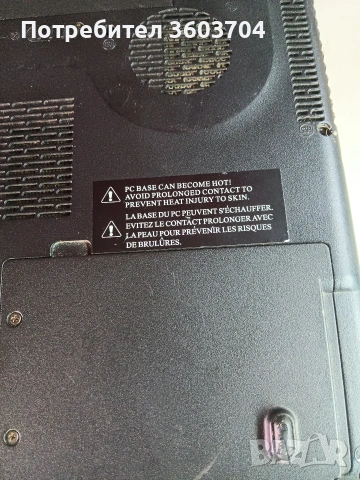 Потребител 3603704
PC BASE CAN BECOME HOT!
AVOID PROLONGED CONTACT TO
PREVENT HEAT INJURY TO SKIN.
LA BASE DU PC PEUVENT S'ÉCHAUFFER.
EVITEZ LE CONTACT PROLONGER AVEC
LA PEAU POUR PRÉVENIR LES RISQUES
DE BRULÛRES.
BAZAR